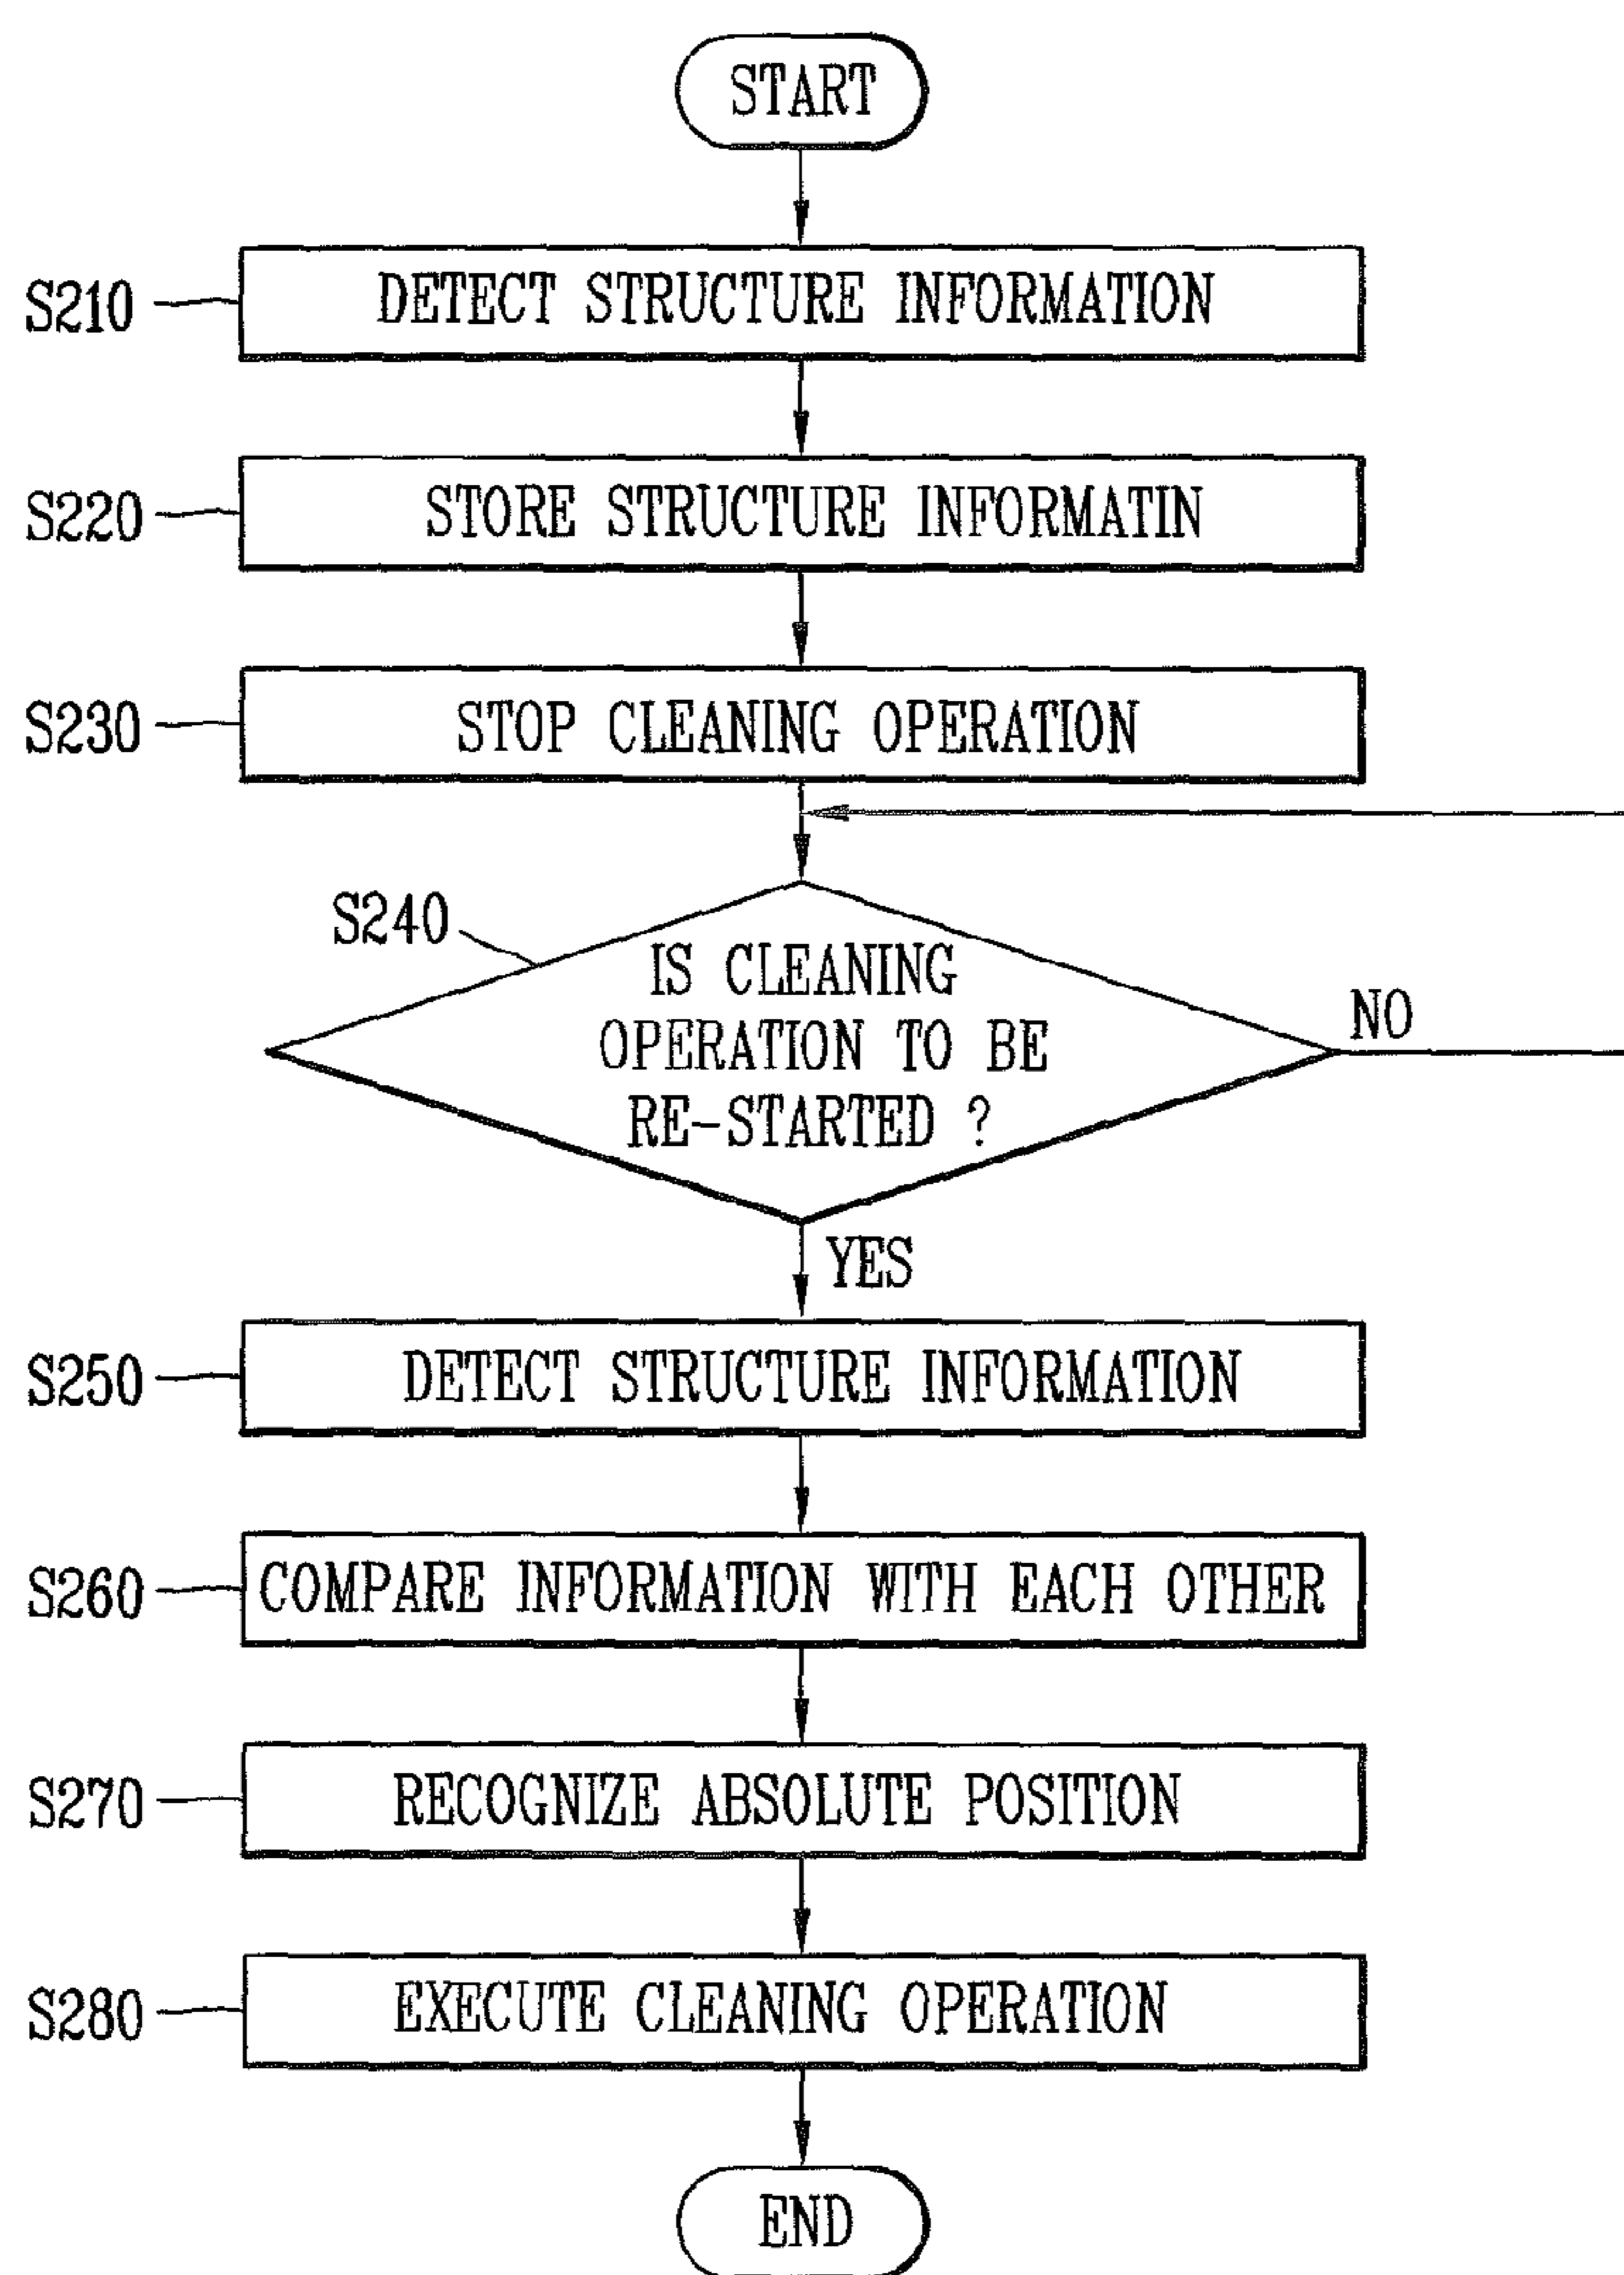 START
S210
DETECT STRUCTURE INFORMATION
S220
STORE STRUCTURE INFORMATIN
S230
STOP CLEANING OPERATION
S240
IS CLEANING
OPERATION TO BE
RE-STARTED ?
NO
YES
S250
DETECT STRUCTURE INFORMATION
S260
COMPARE INFORMATION WITH EACH OTHER
S270
RECOGNIZE ABSOLUTE POSITION
S280
EXECUTE CLEANING OPERATION
END